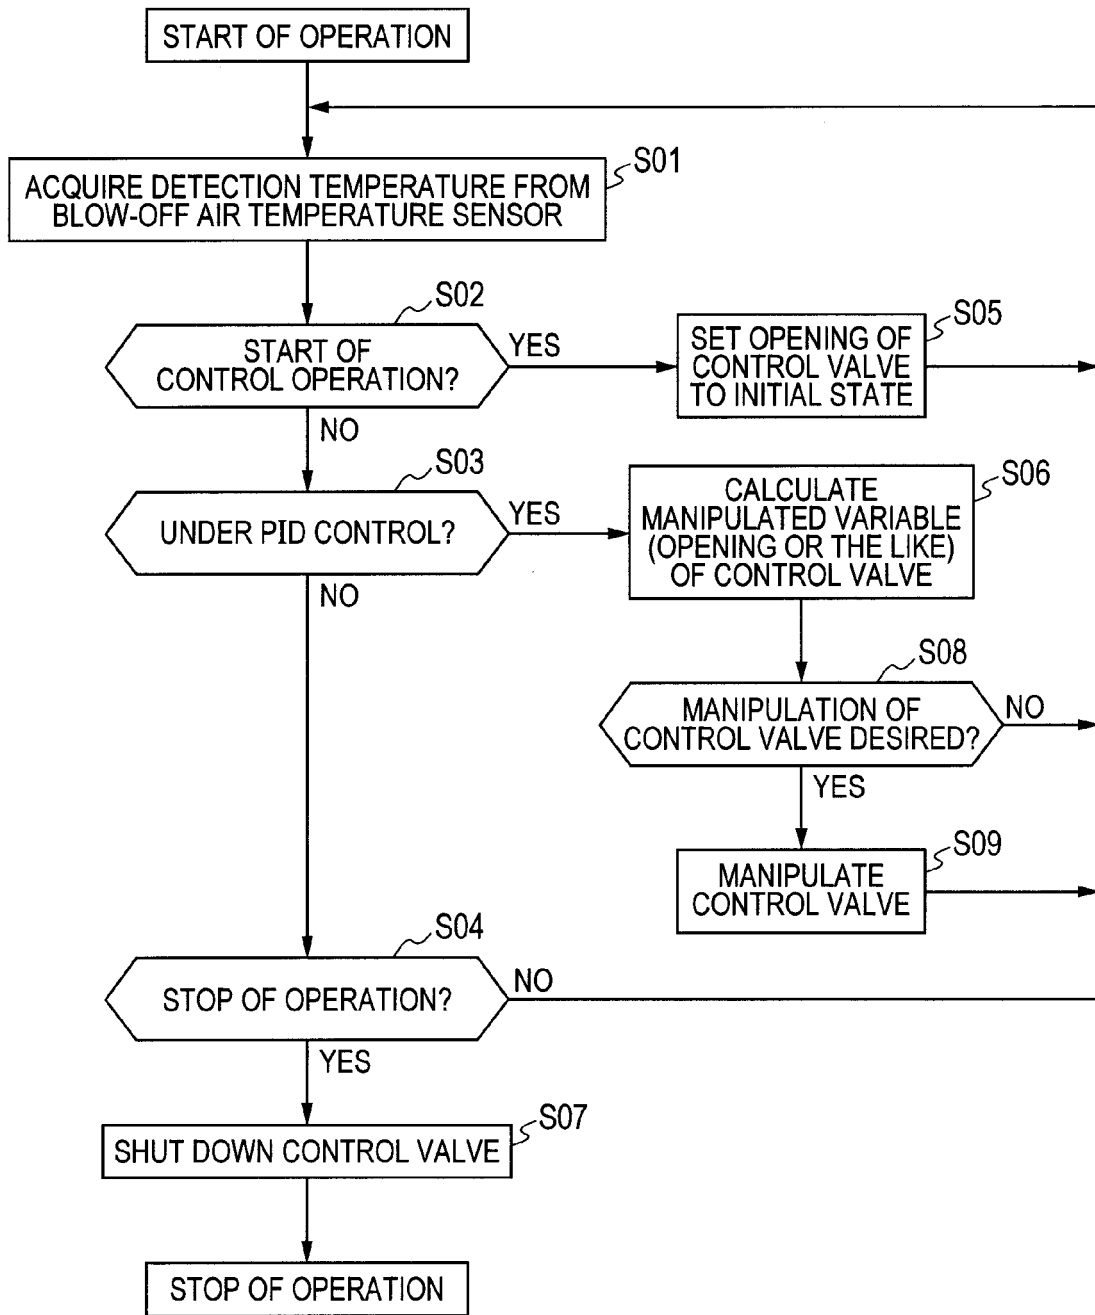 START OF OPERATION
S01
ACQUIRE DETECTION TEMPERATURE FROM
BLOW-OFF AIR TEMPERATURE SENSOR
S02
START OF
CONTROL OPERATION?
YES
NO
S05
SET OPENING OF
CONTROL VALVE
TO INITIAL STATE
S03
UNDER PID CONTROL?
YES
NO
S06
CALCULATE
MANIPULATED VARIABLE
(OPENING OR THE LIKE)
OF CONTROL VALVE
S08
MANIPULATION OF
CONTROL VALVE DESIRED?
NO
YES
S09
MANIPULATE
CONTROL VALVE
S04
STOP OF OPERATION?
NO
YES
S07
SHUT DOWN CONTROL VALVE
STOP OF OPERATION